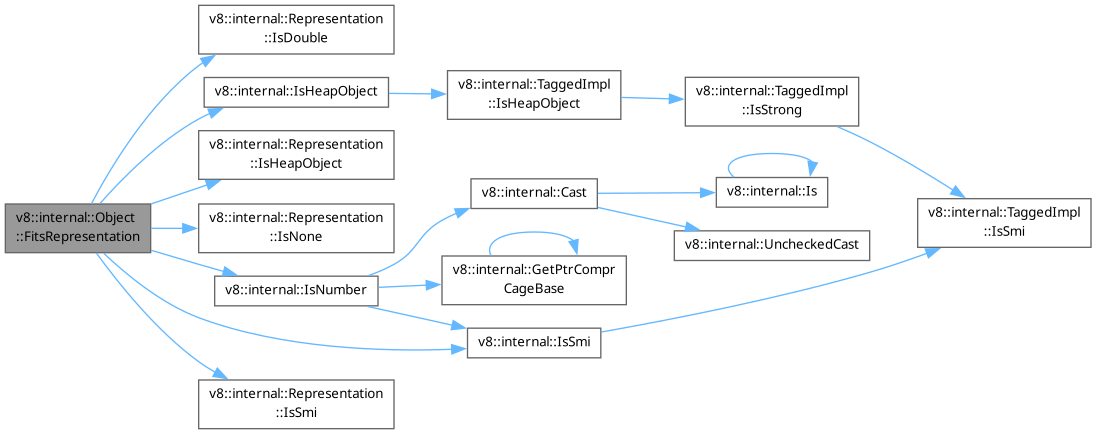 v8::internal::Representation
::IsDouble
v8::internal::IsHeapObject
v8::internal::TaggedImpl
::IsHeapObject
v8::internal::TaggedImpl
::IsStrong
v8::internal::Representation
::IsHeapObject
v8::internal::Cast
v8::internal::Is
v8::internal::Object
::FitsRepresentation
v8::internal::Representation
::IsNone
v8::internal::UncheckedCast
v8::internal::TaggedImpl
::IsSmi
v8::internal::IsNumber
v8::internal::GetPtrCompr
CageBase
v8::internal::IsSmi
v8::internal::Representation
::IsSmi